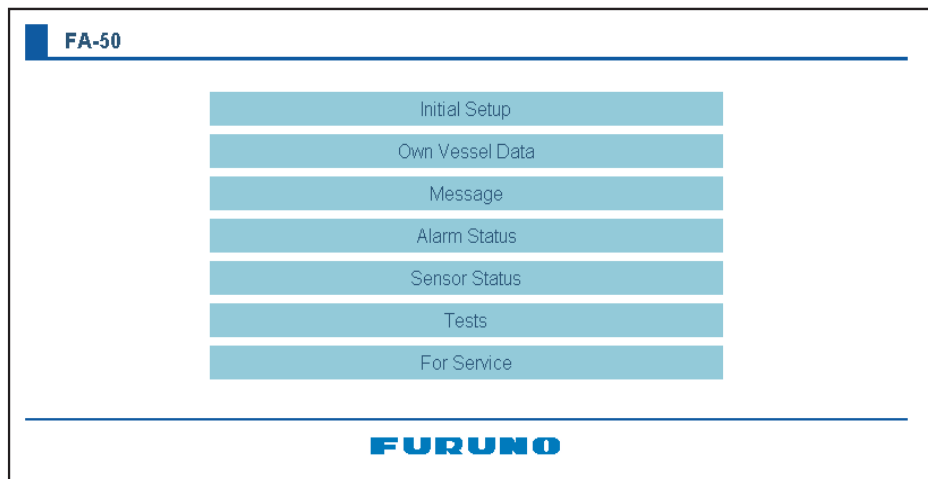 FA-50
Initial Setup
Own Vessel Data
Message
Alarm Status
Sensor Status
Tests
For Service
FURUNO